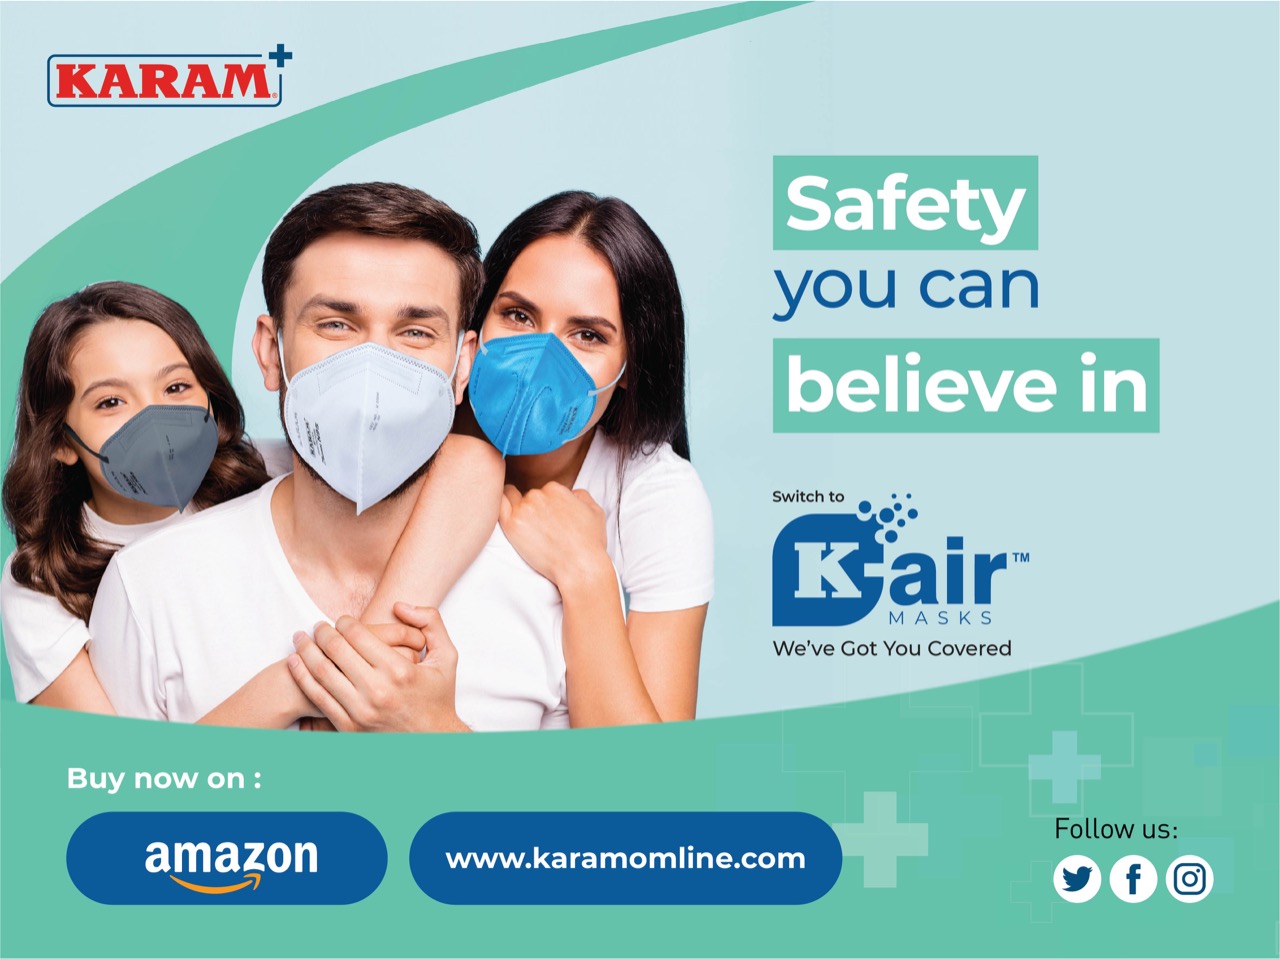 KARAM+
Safety
you can
believe in
Switch to
K-air™
MASKS
We've Got You Covered
Buy now on :
amazon
www.karamomline.com
Follow us: